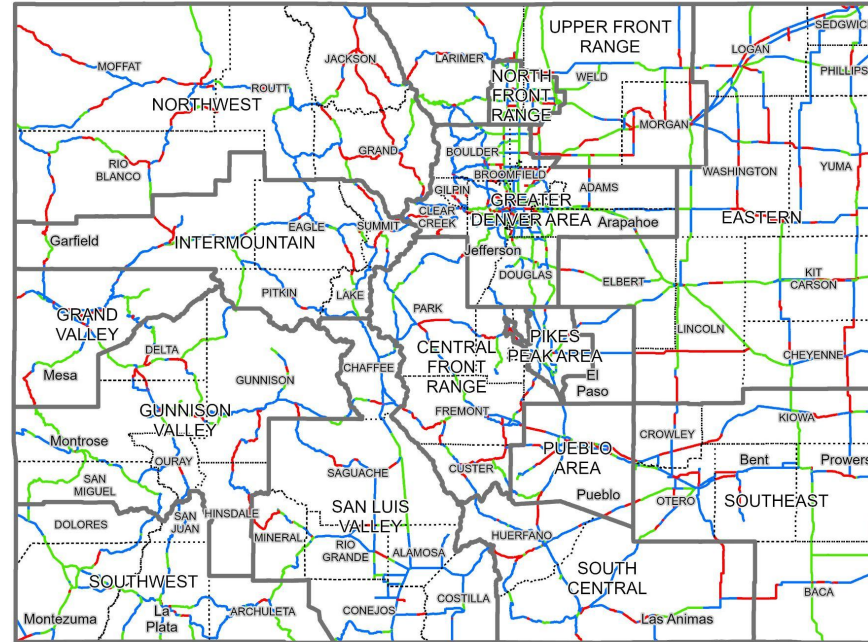 UPPER FRONT
RANGE
SEDGWIC
LOGAN
PHILLIPS
MOFFAT
ROUTT
JACKSON
LARIMER
NORTHWEST
NORTH
FRONT
RANGE
WELD
MORGAN
GRAND
BOULDER
BROOMFIELD
RIO
BLANCO
GILPIN
ADAMS
WASHINGTON
YUMA
CLEAR
CREEK
GREATER
DENVER AREA
Arapahoe
EASTERN
Garfield
INTERMOUNTAIN
EAGLE
SUMMIT
Jefferson
DOUGLAS
ELBERT
KIT
CARSON
PITKIN
LAKE
PARK
GRAND
VALLEY
LINCOLN
DELTA
Mesa
CHAFFEE
CENTRAL
FRONT
RANGE
PIKES
PEAK AREA
CHEYENNE
GUNNISON
El
Paso
GUNNISON
VALLEY
FREMONT
KIOWA
Montrose
CROWLEY
OURAY
PUEBLO
AREA
Bent
Prowers
SAN
MIGUEL
SAGUACHE
CUSTER
Pueblo
OTERO
SOUTHEAST
DOLORES
SAN
JUAN
HINSDALE
SAN LUIS
VALLEY
MINERAL
RIO
GRANDE
ALAMOSA
HUERFANO
SOUTH
CENTRAL
SOUTHWEST
COSTILLA
BACA
Montezuma
La
Plata
ARCHULETA
CONEJOS
Las Animas